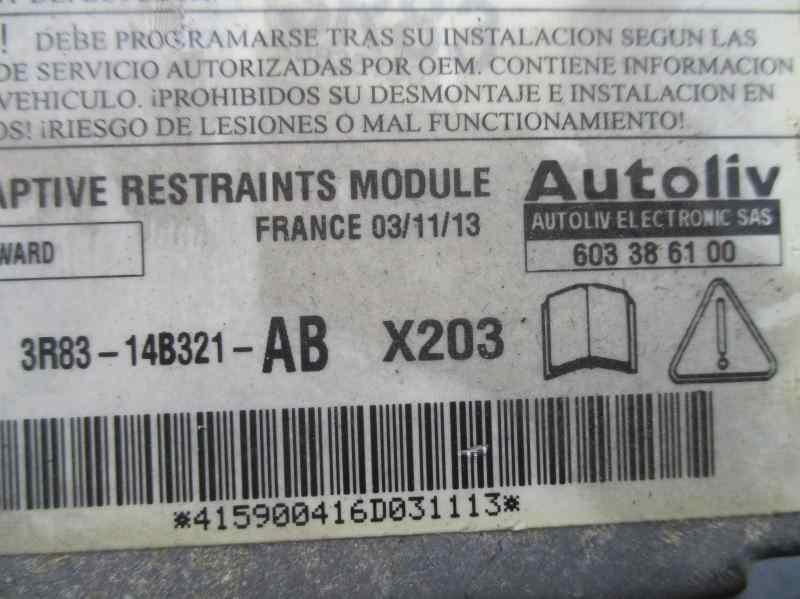 ! DEBE PROGRAMARSE TRAS SU INSTALACION SEGUN LAS
DE SERVICIO AUTORIZADAS POR OEM. CONTIENE INFORMACION
VEHICULO. ¡PROHIBIDOS SU DESMONTAJE E INSTALACION EN
OS! ¡RIESGO DE LESIONES O MAL FUNCTIONAMIENTO!
APTIVE RESTRAINTS MODULE
FRANCE 03/11/13
WARD
Autoliv
AUTOLIV ELECTRONIC SAS
603 38 61 00
3R83-14B321-AB X203
*415900416D031113*